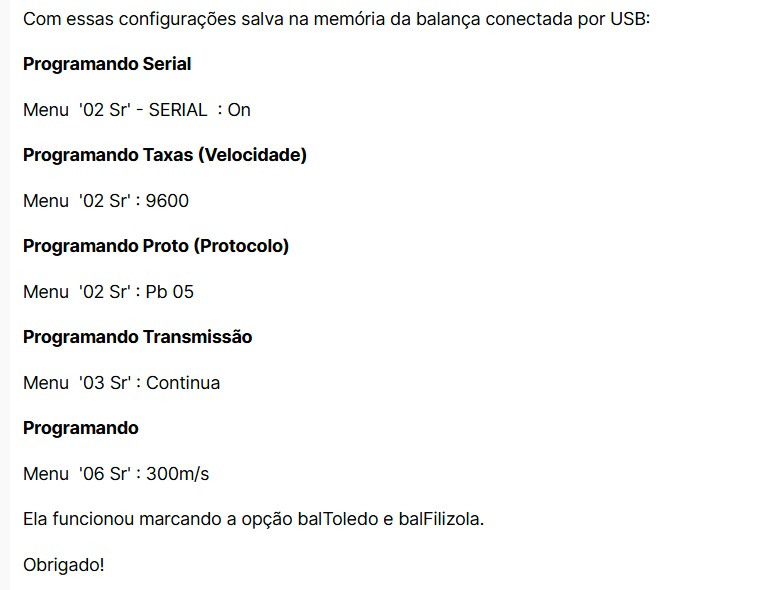 Com essas configurações salva na memória da balança conectada por USB:
Programando Serial
Menu  '02 Sr' - SERIAL  : On
Programando Taxas (Velocidade)
Menu  '02 Sr' : 9600
Programando Proto (Protocolo)
Menu  '02 Sr' : Pb 05
Programando Transmissão
Menu  '03 Sr' : Continua
Programando
Menu  '06 Sr' : 300m/s
Ela funcionou marcando a opção balToledo e balFilizola.
Obrigado!